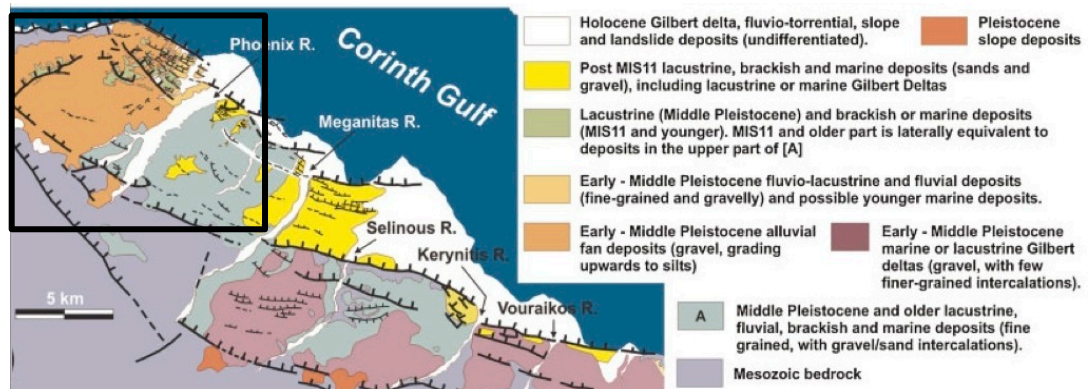 Phoenix R.
Corinth Gulf
Meganitas R.
Selinous R.
Kerynitis R.
Vouraikos R.
5 km
Holocene Gilbert delta, fluvio-torrential, slope
and landslide deposits (undifferentiated).
Pleistocene
slope deposits
Post MIS11 lacustrine, brackish and marine deposits (sands and
gravel), including lacustrine or marine Gilbert Deltas
Lacustrine (Middle Pleistocene) and brackish or marine deposits
(MIS11 and younger). MIS11 and older part is laterally equivalent to
deposits in the upper part of [A]
Early - Middle Pleistocene fluvio-lacustrine and fluvial deposits
(fine-grained and gravelly) and possible younger marine deposits.
Early - Middle Pleistocene alluvial
fan deposits (gravel, grading
upwards to silts)
Early - Middle Pleistocene
marine or lacustrine Gilbert
deltas (gravel, with few
finer-grained intercalations).
A
Middle Pleistocene and older lacustrine,
fluvial, brackish and marine deposits (fine
grained, with gravel/sand intercalations).
Mesozoic bedrock